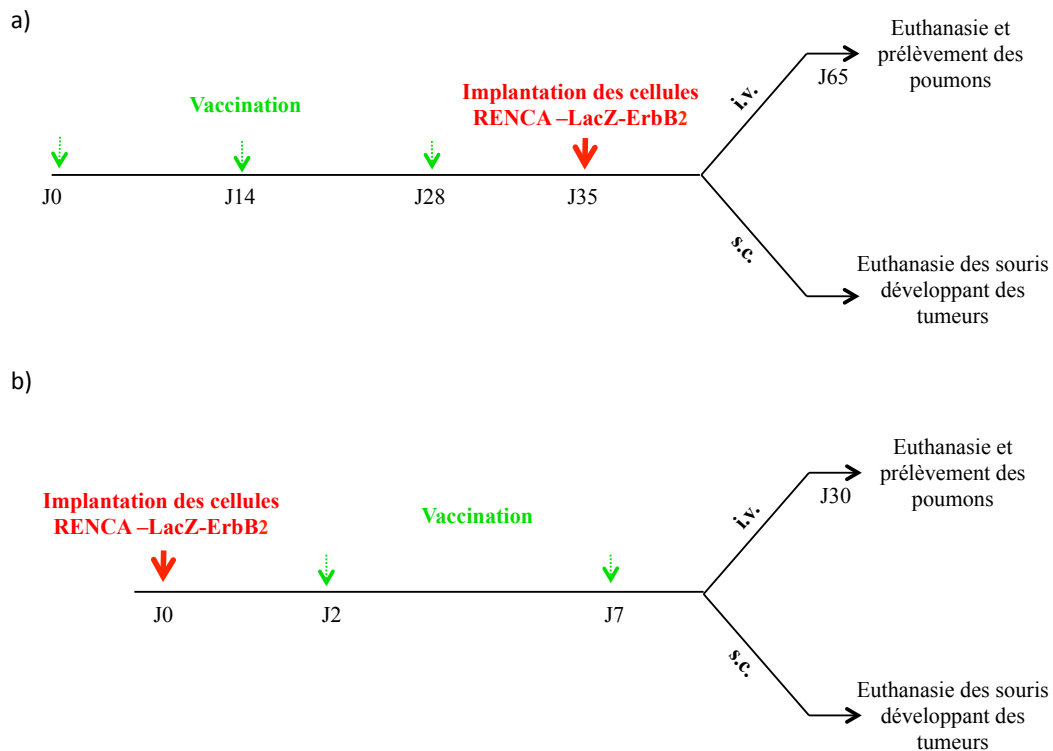 a)
Euthanasie et
prélèvement des
poumons
J65
i.v.
Vaccination
Implantation des cellules
RENCA –LacZ-ErbB2
J0
J14
J28
J35
s.c.
Euthanasie des souris
développant des
tumeurs
b)
Euthanasie et
prélèvement des
poumons
J30
i.v.
Implantation des cellules
RENCA –LacZ-ErbB2
Vaccination
J0
J2
J7
s.c.
Euthanasie des souris
développant des
tumeurs